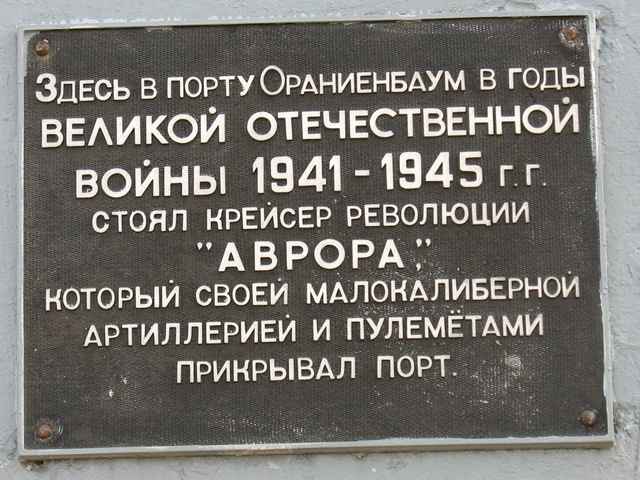 Здесь в порту Ораниенбаум в годы
ВЕЛИКОЙ ОТЕЧЕСТВЕННОЙ
ВОЙНЫ 1941-1945 г.г.
СТОЯЛ КРЕЙСЕР РЕВОЛЮЦИИ
"АВРОРА",
КОТОРЫЙ СВОЕЙ МАЛОКАЛИБЕРНОЙ
АРТИЛЛЕРИЕЙ И ПУЛЕМЁТАМИ
ПРИКРЫВАЛ ПОРТ.